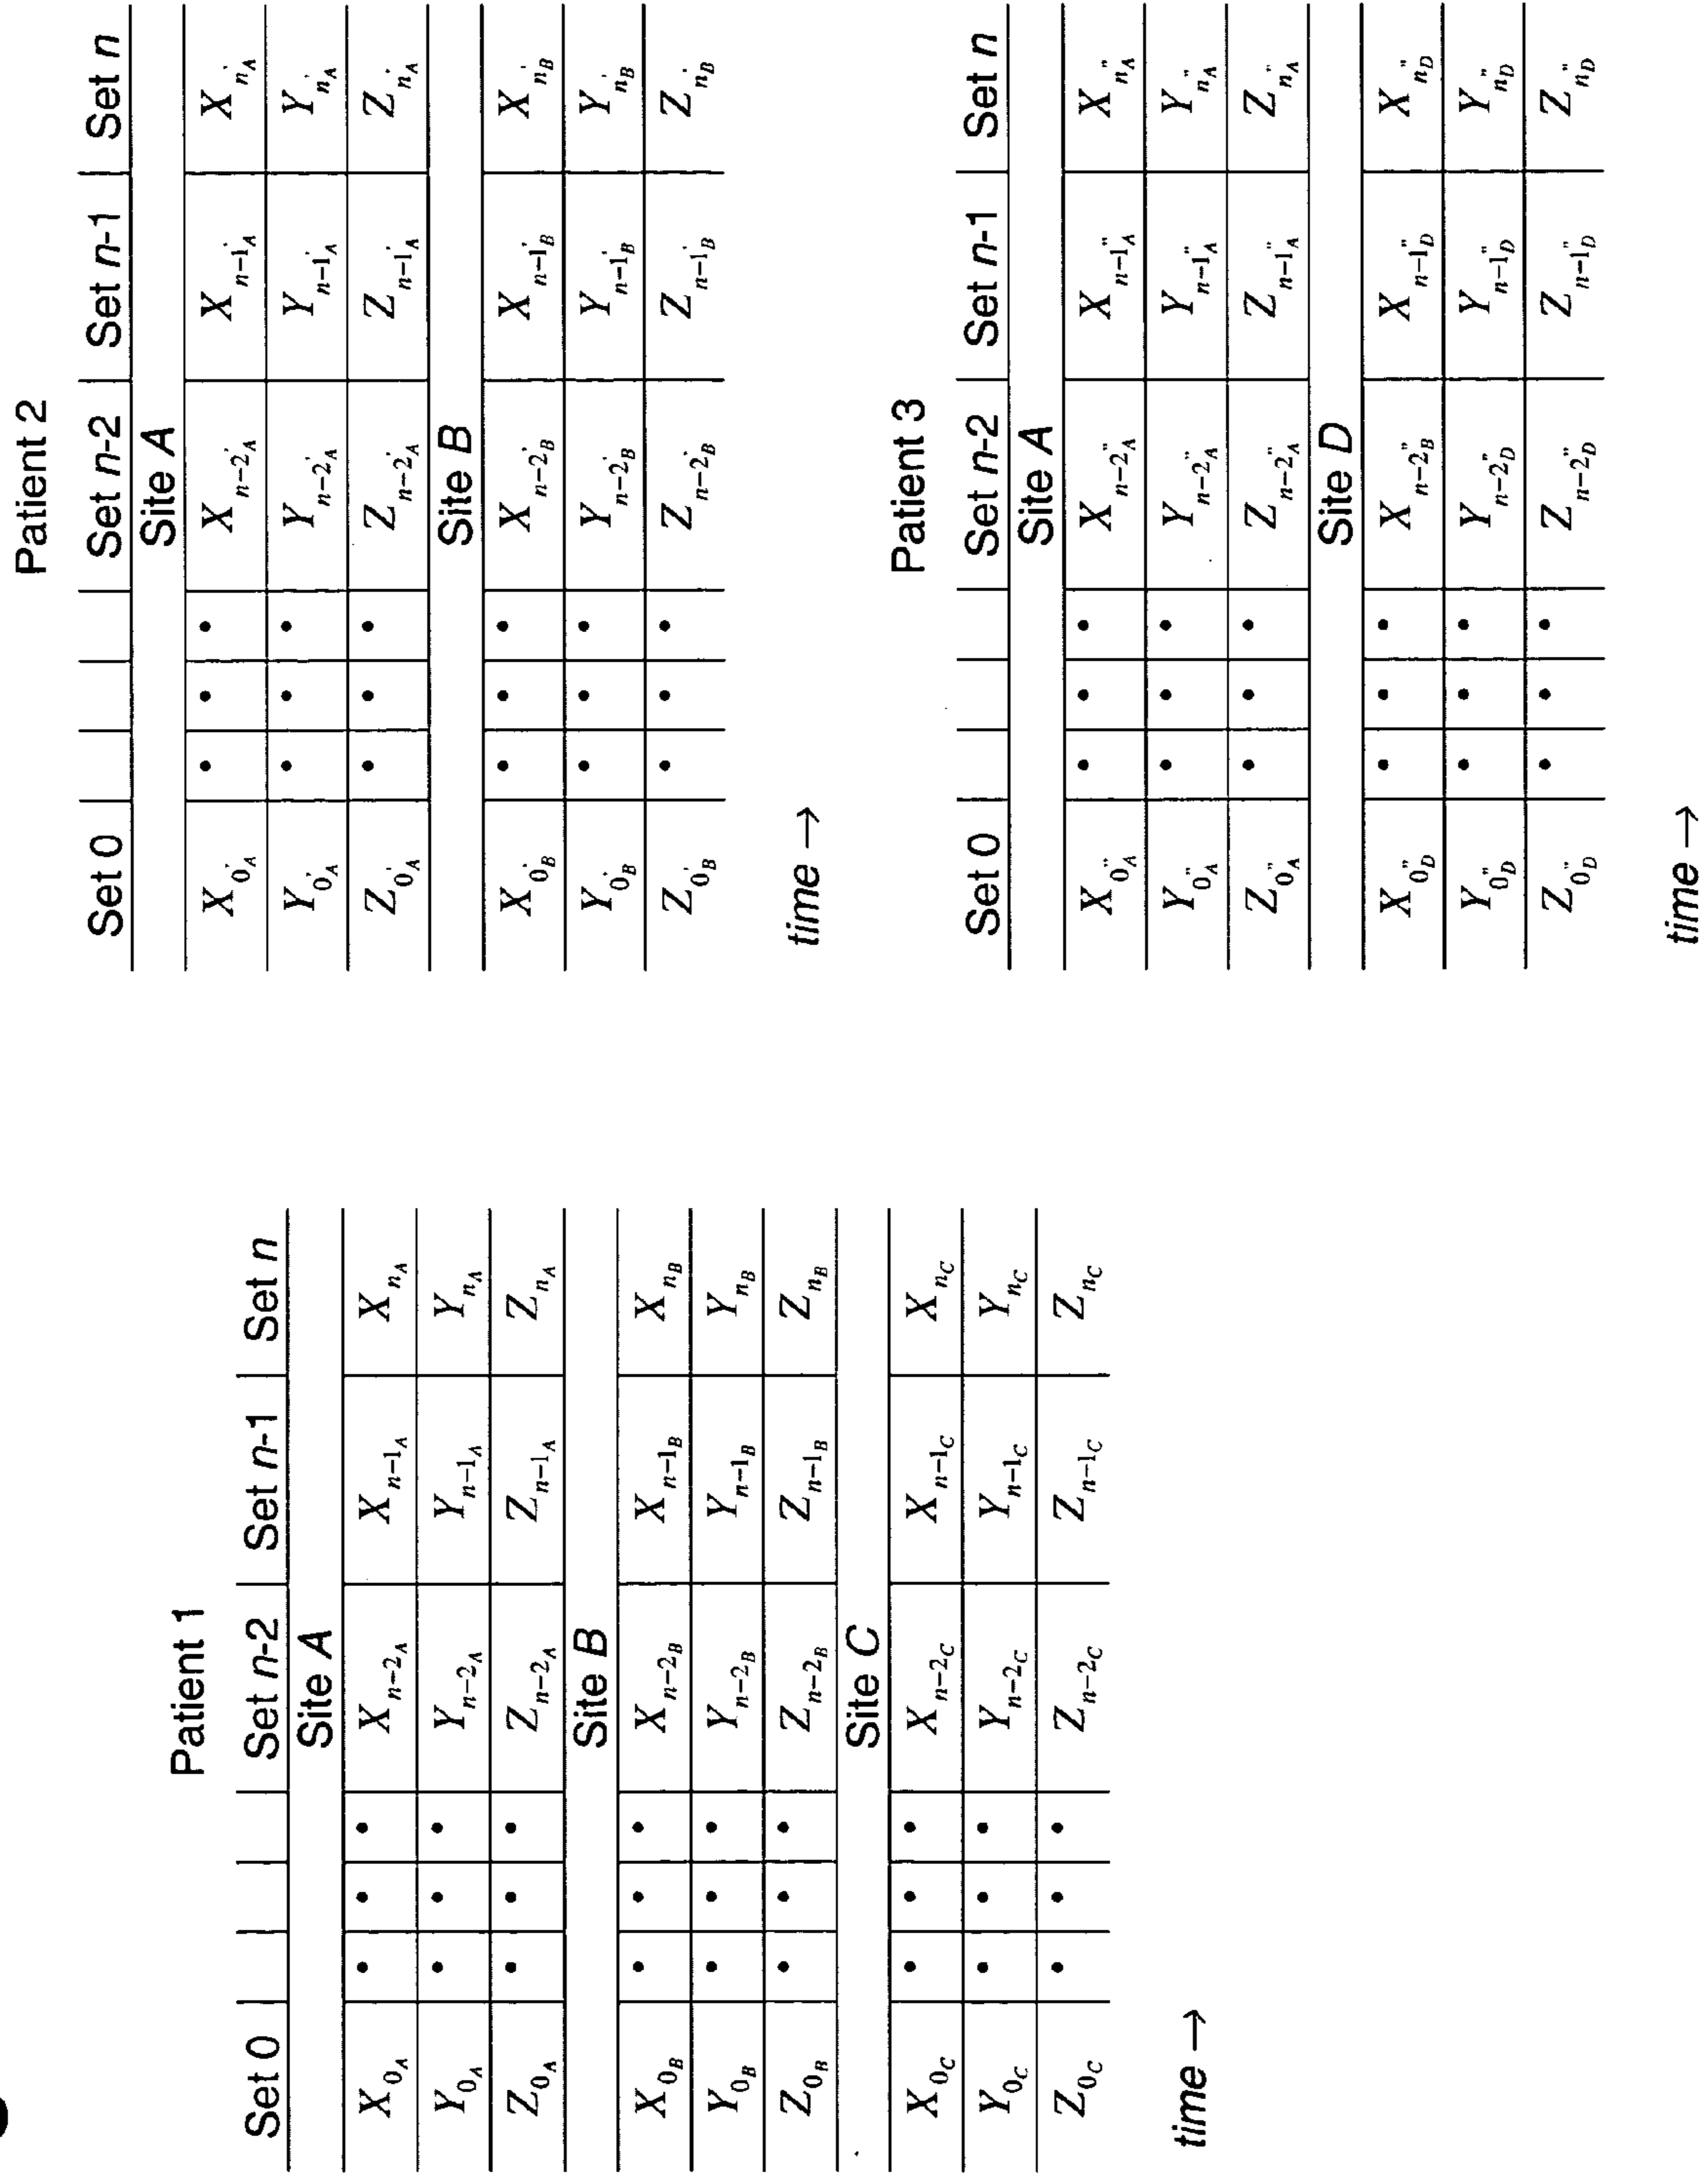 Patient 1
Set 0 Set n-2 Set n-1 Set n
Site A
X0A • • • Xn−2A Xn−1A XnA
Y0A • • • Yn−2A Yn−1A YnA
Z0A • • • Zn−2A Zn−1A ZnA
Site B
X0B • • • Xn−2B Xn−1B XnB
Y0B • • • Yn−2B Yn−1B YnB
Z0B • • • Zn−2B Zn−1B ZnB
Site C
X0C • • • Xn−2C Xn−1C XnC
Y0C • • • Yn−2C Yn−1C YnC
Z0C • • • Zn−2C Zn−1C ZnC
time →
Patient 2
Set 0 Set n-2 Set n-1 Set n
Site A
X0'A • • • Xn−2'A Xn−1'A Xn'A
Y0'A • • • Yn−2'A Yn−1'A Yn'A
Z0'A • • • Zn−2'A Zn−1'A Zn'A
Site B
X0'B • • • Xn−2'B Xn−1'B Xn'B
Y0'B • • • Yn−2'B Yn−1'B Yn'B
Z0'B • • • Zn−2'B Zn−1'B Zn'B
time →
Patient 3
Set 0 Set n-2 Set n-1 Set n
Site A
X0"A • • • Xn−2"A Xn−1"A Xn"A
Y0"A • • • Yn−2"A Yn−1"A Yn"A
Z0"A • • • Zn−2"A Zn−1"A Zn"A
Site D
X0"D • • • Xn−2"B Xn−1"D Xn"D
Y0"D • • • Yn−2"D Yn−1"D Yn"D
Z0"D • • • Zn−2"D Zn−1"D Zn"D
time →